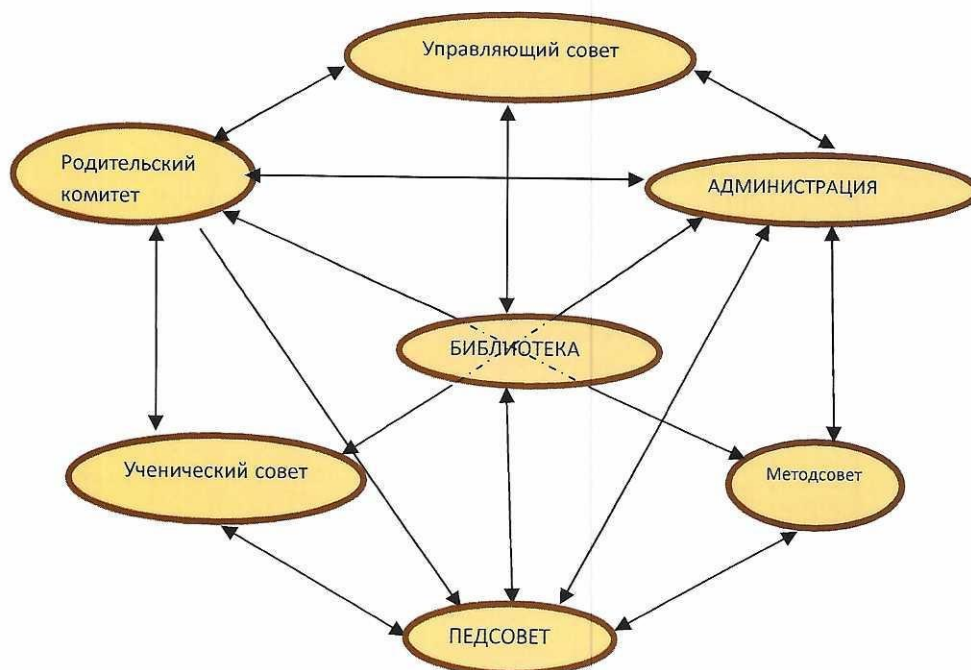 Управляющий совет
Родительский
комитет
АДМИНИСТРАЦИЯ
БИБЛИОТЕКА
Ученический совет
Методсовет
ПЕДСОВЕТ